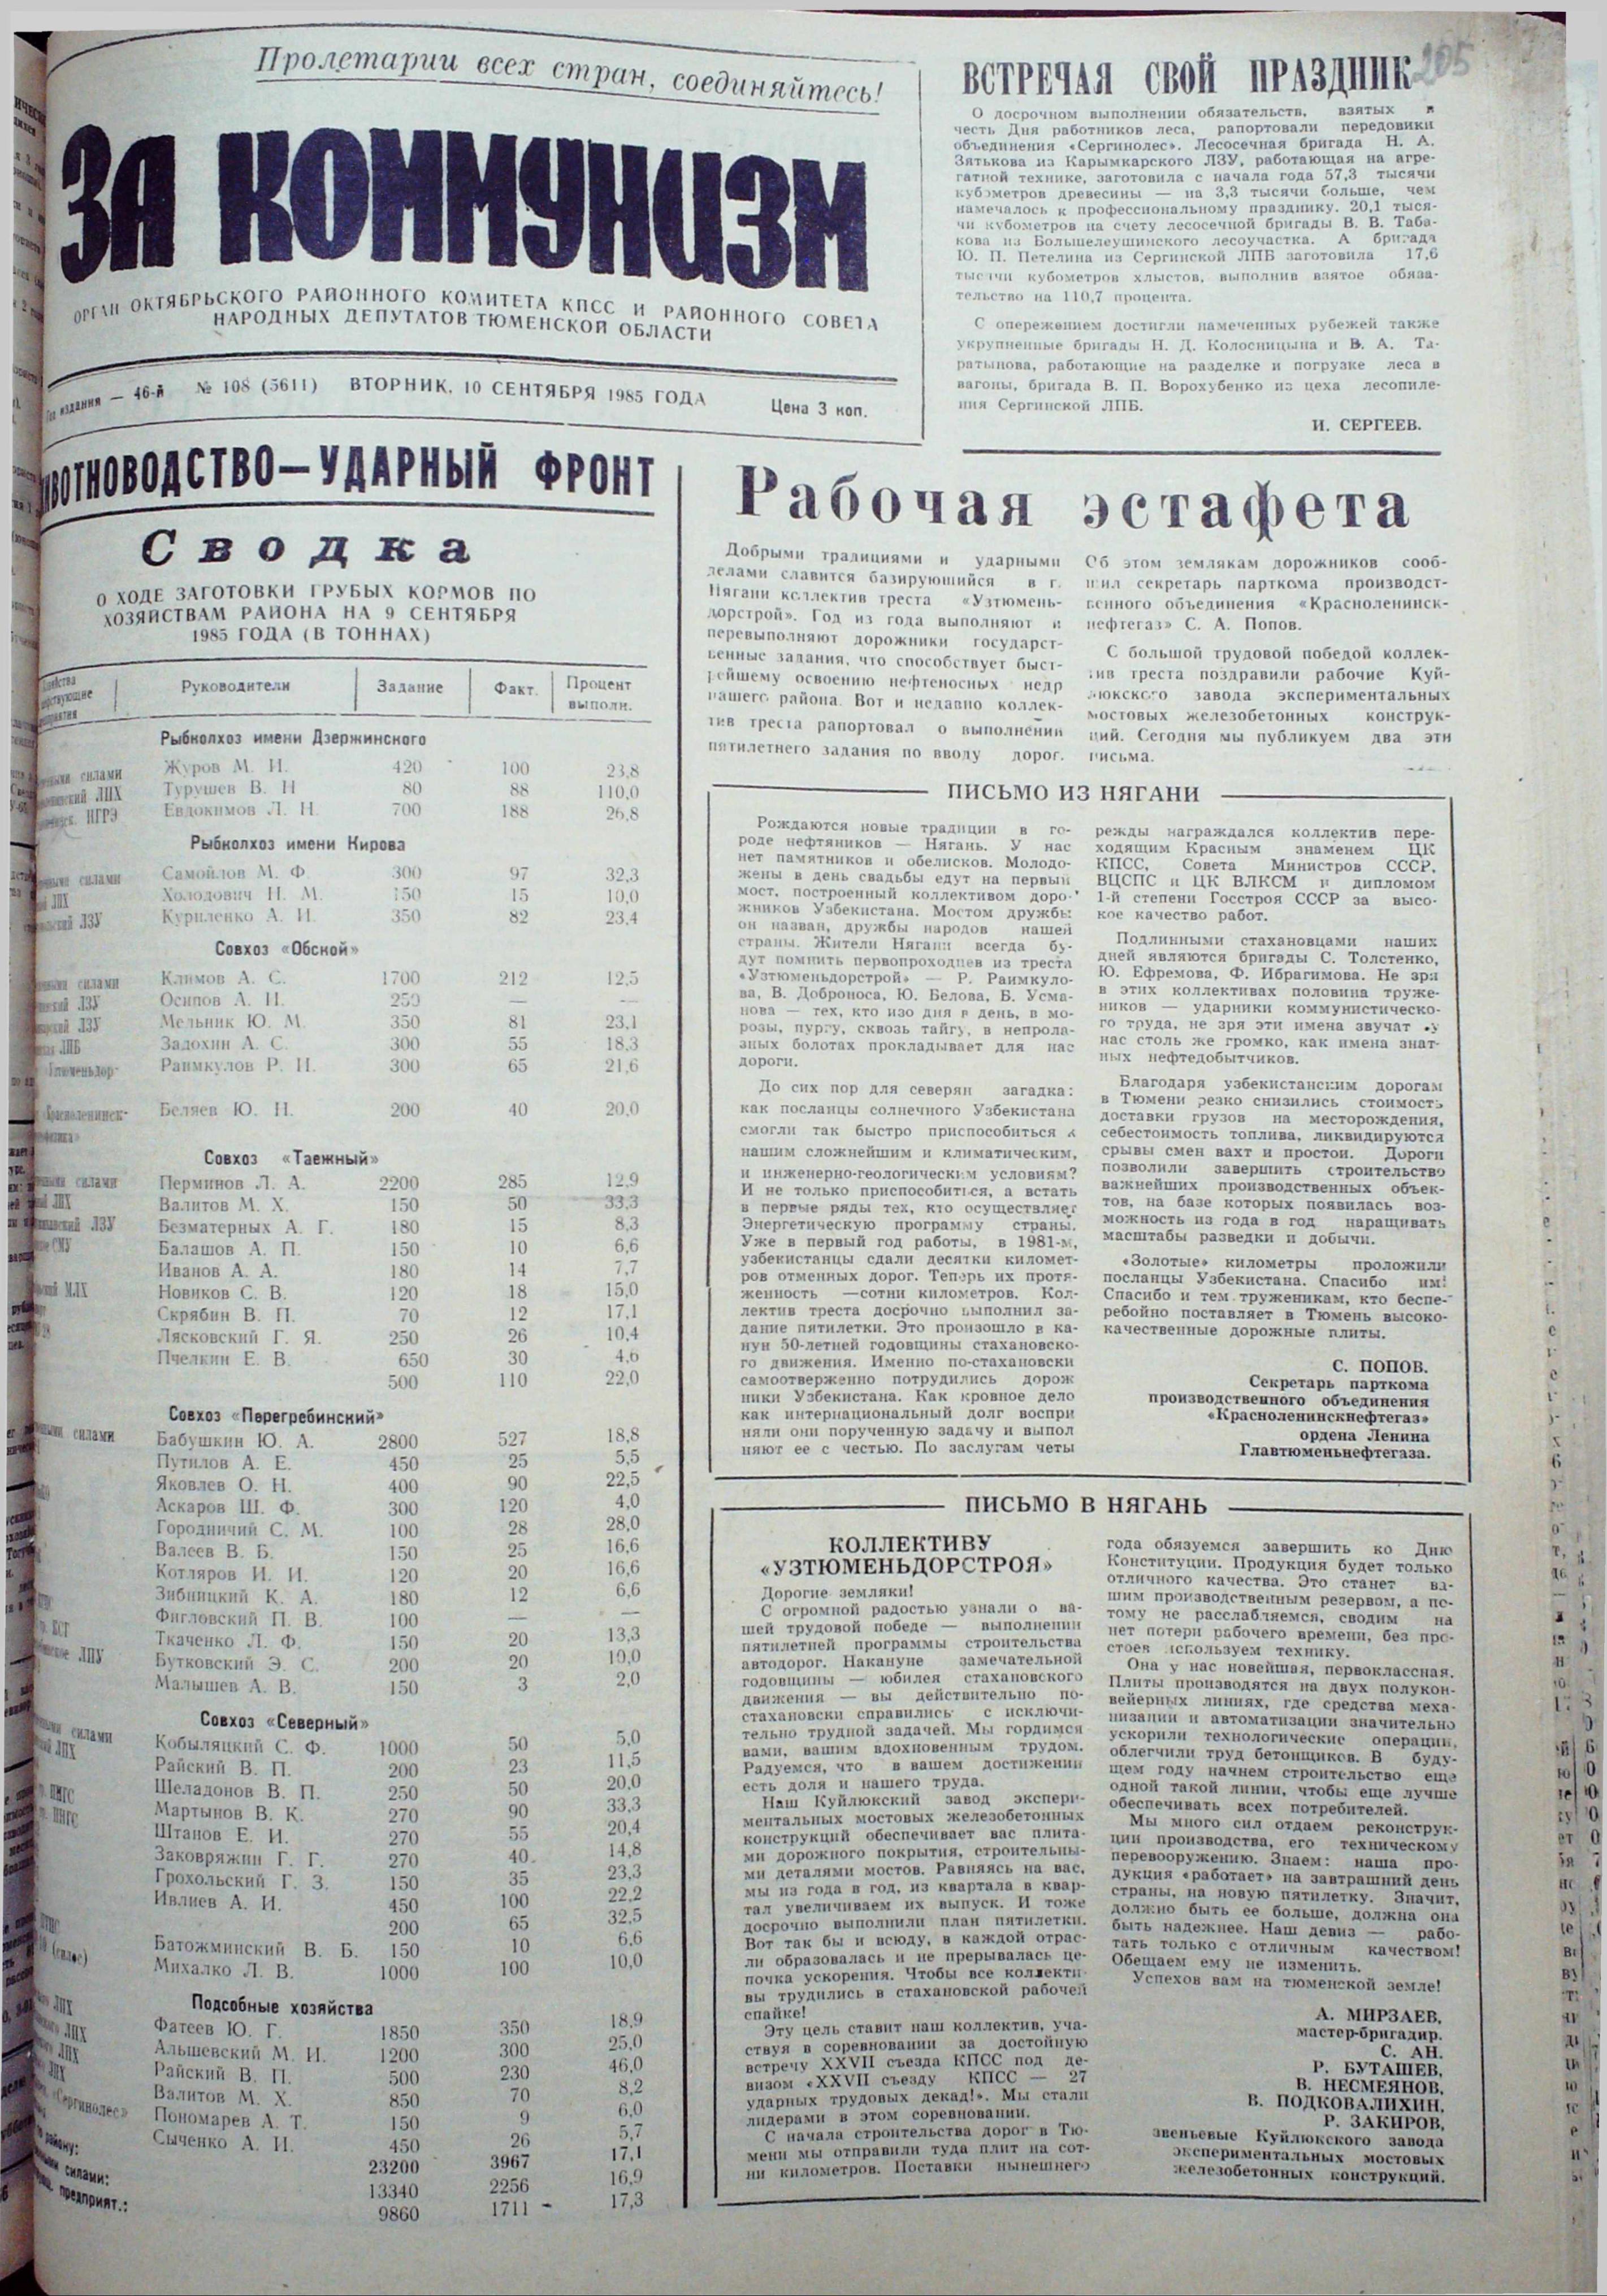 Пролетарии всех стран, соединяйтесь!
ЗА КОММУНИЗМ
ОРГАН ОКТЯБРЬСКОГО РАЙОННОГО КОМИТЕТА КПСС И РАЙОННОГО СОВЕТА
НАРОДНЫХ ДЕПУТАТОВ ТЮМЕНСКОЙ ОБЛАСТИ
издания — 46-й № 108 (5611) ВТОРНИК, 10 СЕНТЯБРЯ 1985 ГОДА Цена 3 коп.
205
ВСТРЕЧАЯ СВОЙ ПРАЗДНИК
О досрочном выполнении обязательств, взятых в
честь Дня работников леса, рапортовали передовики
объединения «Сергинолес». Лесосечная бригада Н. А.
Зятькова из Карымкарского ЛЗУ, работающая на агре-
гатной технике, заготовила с начала года 57,3 тысячи
кубометров древесины — на 3,3 тысячи больше, чем
намечалось к профессиональному празднику. 20,1 тыся-
чи кубометров на счету лесосечной бригады В. В. Таба-
кова из Большелеушинского лесоучастка. А бригада
Ю. П. Петелина из Сергинской ЛПБ заготовила 17,6
тысячи кубометров хлыстов, выполнив взятое обяза-
тельство на 110,7 процента.
С опережением достигли намеченных рубежей также
укрупненные бригады Н. Д. Колосницына и В. А. Та-
ратынова, работающие на разделке и погрузке леса в
вагоны, бригада В. П. Ворохубенко из цеха лесопиле-
ния Сергинской ЛПБ.
И. СЕРГЕЕВ.
ВОТНОВОДСТВО—УДАРНЫЙ ФРОНТ
Сводка
О ХОДЕ ЗАГОТОВКИ ГРУБЫХ КОРМОВ ПО
ХОЗЯЙСТВАМ РАЙОНА НА 9 СЕНТЯБРЯ
1985 ГОДА (В ТОННАХ)
Руководители Задание Факт. Процент
выполн.
Рыбколхоз имени Дзержинского
силами Журов М. И. 420 100 23,8
ЛПХ Турушев В. Н 80 88 110,0
НГРЭ Евдокимов Л. Н. 700 188 26,8
Рыбколхоз имени Кирова
силами Самойлов М. Ф. 300 97 32,3
ЛПХ Холодович Н. М. 150 15 10,0
ЛЗУ Куриленко А. И. 350 82 23,4
Совхоз «Обской»
силами Климов А. С. 1700 212 12,5
ЛЗУ Осипов А. И. 250 — —
ЛЗУ Мельник Ю. М. 350 81 23,1
ЛПБ Задохин А. С. 300 55 18,3
Раимкулов Р. И. 300 65 21,6
Беляев Ю. Н. 200 40 20,0
Совхоз «Таежный»
силами Перминов Л. А. 2200 285 12,9
ЛПХ Валитов М. Х. 150 50 33,3
ЛЗУ Безматерных А. Г. 180 15 8,3
СМУ Балашов А. П. 150 10 6,6
Иванов А. А. 180 14 7,7
МЛХ Новиков С. В. 120 18 15,0
Скрябин В. П. 70 12 17,1
Лясковский Г. Я. 250 26 10,4
Пчелкин Е. В. 650 30 4,6
500 110 22,0
Совхоз «Перегребинский»
силами Бабушкин Ю. А. 2800 527 18,8
Путилов А. Е. 450 25 5,5
Яковлев О. Н. 400 90 22,5
Аскаров Ш. Ф. 300 120 4,0
Городничий С. М. 100 28 28,0
Валеев В. Б. 150 25 16,6
Котляров И. И. 120 20 16,6
Зибницкий К. А. 180 12 6,6
Фигловский П. В. 100 — —
Ткаченко Л. Ф. 150 20 13,3
ЛПУ Бутковский Э. С. 200 20 10,0
Малышев А. В. 150 3 2,0
Совхоз «Северный»
силами Кобыляцкий С. Ф. 1000 50 5,0
ЛПХ Райский В. П. 200 23 11,5
Шеладонов В. П. 250 50 20,0
Мартынов В. К. 270 90 33,3
Штанов Е. И. 270 55 20,4
Заковряжин Г. Г. 270 40 14,8
Грохольский Г. З. 150 35 23,3
Ивлиев А. И. 450 100 22,2
200 65 32,5
Батожминский В. Б. 150 10 6,6
Михалко Л. В. 1000 100 10,0
Подсобные хозяйства
ЛПХ Фатеев Ю. Г. 1850 350 18,9
ЛПХ Альшевский М. И. 1200 300 25,0
ЛПХ Райский В. П. 500 230 46,0
ЛПХ Валитов М. Х. 850 70 8,2
«Сергинолес» Пономарев А. Т. 150 9 6,0
Сыченко А. И. 450 26 5,7
району: 23200 3967 17,1
силами: 13340 2256 16,9
предприят.: 9860 1711 17,3
Рабочая эстафета
Добрыми традициями и ударными
делами славится базирующийся в г.
Нягани коллектив треста «Узтюмень-
дорстрой». Год из года выполняют и
перевыполняют дорожники государст-
венные задания, что способствует быст-
рейшему освоению нефтеносных недр
нашего района. Вот и недавно коллек-
тив треста рапортовал о выполнении
пятилетнего задания по вводу дорог.
Об этом землякам дорожников сооб-
щил секретарь парткома производст-
венного объединения «Красноленинск-
нефтегаз» С. А. Попов.
С большой трудовой победой коллек-
тив треста поздравили рабочие Куй-
люкского завода экспериментальных
мостовых железобетонных конструк-
ций. Сегодня мы публикуем два эти
письма.
ПИСЬМО ИЗ НЯГАНИ
Рождаются новые традиции в го-
роде нефтяников — Нягань. У нас
нет памятников и обелисков. Молодо-
жены в день свадьбы едут на первый
мост, построенный коллективом доро-
жников Узбекистана. Мостом дружбы
он назван, дружбы народов нашей
страны. Жители Нягани всегда бу-
дут помнить первопроходцев из треста
«Узтюменьдорстрой» — Р. Раимкуло-
ва, В. Доброноса, Ю. Белова, Б. Усма-
нова — тех, кто изо дня в день, в мо-
розы, пургу, сквозь тайгу, в непрола-
зных болотах прокладывает для нас
дороги.
До сих пор для северян загадка:
как посланцы солнечного Узбекистана
смогли так быстро приспособиться к
нашим сложнейшим и климатическим,
и инженерно-геологическим условиям?
И не только приспособиться, а встать
в первые ряды тех, кто осуществляет
Энергетическую программу страны.
Уже в первый год работы, в 1981-м,
узбекистанцы сдали десятки километ-
ров отменных дорог. Теперь их протя-
женность —сотни километров. Кол-
лектив треста досрочно выполнил за-
дание пятилетки. Это произошло в ка-
нун 50-летней годовщины стахановско-
го движения. Именно по-стахановски
самоотверженно потрудились дорож
ники Узбекистана. Как кровное дело
как интернациональный долг воспри
няли они порученную задачу и выпол
няют ее с честью. По заслугам четы
режды награждался коллектив пере-
ходящим Красным знаменем ЦК
КПСС, Совета Министров СССР,
ВЦСПС и ЦК ВЛКСМ и дипломом
1-й степени Госстроя СССР за высо-
кое качество работ.
Подлинными стахановцами наших
дней являются бригады С. Толстенко,
Ю. Ефремова, Ф. Ибрагимова. Не зря
в этих коллективах половина труже-
ников — ударники коммунистическо-
го труда, не зря эти имена звучат у
нас столь же громко, как имена знат-
ных нефтедобытчиков.
Благодаря узбекистанским дорогам
в Тюмени резко снизились стоимость
доставки грузов на месторождения,
себестоимость топлива, ликвидируются
срывы смен вахт и простои. Дороги
позволили завершить строительство
важнейших производственных объек-
тов, на базе которых появилась воз-
можность из года в год наращивать
масштабы разведки и добычи.
«Золотые» километры проложили
посланцы Узбекистана. Спасибо им!
Спасибо и тем труженикам, кто беспе-
ребойно поставляет в Тюмень высоко-
качественные дорожные плиты.
С. ПОПОВ.
Секретарь парткома
производственного объединения
«Красноленинскнефтегаз»
ордена Ленина
Главтюменьнефтегаза.
ПИСЬМО В НЯГАНЬ
КОЛЛЕКТИВУ
«УЗТЮМЕНЬДОРСТРОЯ»
Дорогие земляки!
С огромной радостью узнали о ва-
шей трудовой победе — выполнении
пятилетней программы строительства
автодорог. Накануне замечательной
годовщины — юбилея стахановского
движения — вы действительно по-
стахановски справились с исключи-
тельно трудной задачей. Мы гордимся
вами, вашим вдохновенным трудом.
Радуемся, что в вашем достижении
есть доля и нашего труда.
Наш Куйлюкский завод экспери-
ментальных мостовых железобетонных
конструкций обеспечивает вас плита-
ми дорожного покрытия, строительны-
ми деталями мостов. Равняясь на вас,
мы из года в год, из квартала в квар-
тал увеличиваем их выпуск. И тоже
досрочно выполнили план пятилетки.
Вот так бы и всюду, в каждой отрас-
ли образовалась и не прерывалась це-
почка ускорения. Чтобы все коллекти-
вы трудились в стахановской рабочей
спайке!
Эту цель ставит наш коллектив, уча-
ствуя в соревновании за достойную
встречу XXVII съезда КПСС под де-
визом «XXVII съезду КПСС — 27
ударных трудовых декад!». Мы стали
лидерами в этом соревновании.
С начала строительства дорог в Тю-
мени мы отправили туда плит на сот-
ни километров. Поставки нынешнего
года обязуемся завершить ко Дню
Конституции. Продукция будет только
отличного качества. Это станет ва-
шим производственным резервом, а по-
тому не расслабляемся, сводим на
нет потери рабочего времени, без про-
стоев используем технику.
Она у нас новейшая, первоклассная.
Плиты производятся на двух полукон-
вейерных линиях, где средства меха-
низации и автоматизации значительно
ускорили технологические операции,
облегчили труд бетонщиков. В буду-
щем году начнем строительство еще
одной такой линии, чтобы еще лучше
обеспечивать всех потребителей.
Мы много сил отдаем реконструк-
ции производства, его техническому
перевооружению. Знаем: наша про-
дукция «работает» на завтрашний день
страны, на новую пятилетку. Значит,
должно быть ее больше, должна она
быть надежнее. Наш девиз — рабо-
тать только с отличным качеством!
Обещаем ему не изменить.
Успехов вам на тюменской земле!
А. МИРЗАЕВ,
мастер-бригадир.
С. АН.
Р. БУТАШЕВ,
В. НЕСМЕЯНОВ,
В. ПОДКОВАЛИХИН,
Р. ЗАКИРОВ,
звеньевые Куйлюкского завода
экспериментальных мостовых
железобетонных конструкций.